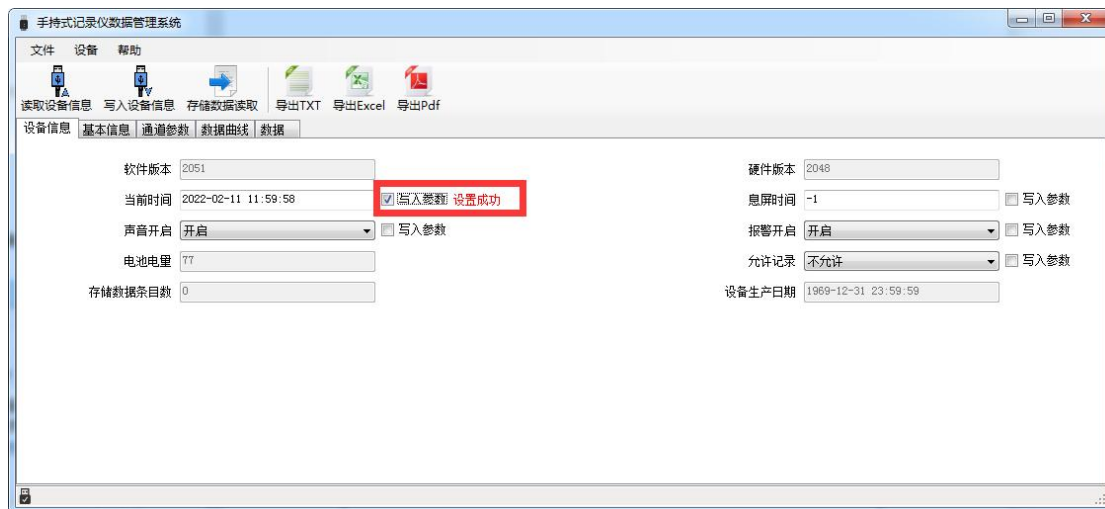 手持式记录仪数据管理系统
文件 设备 帮助
读取设备信息 写入设备信息 存储数据读取 导出TXT 导出Excel 导出Pdf
设备信息 基本信息 通道参数 数据曲线 数据
软件版本 2051 硬件版本 2048
当前时间 2022-02-11 11:59:58 写入参数 设置成功 息屏时间 -1 写入参数
声音开启 开启 写入参数 报警开启 开启 写入参数
电池电量 77 允许记录 不允许 写入参数
存储数据条目数 0 设备生产日期 1969-12-31 23:59:59